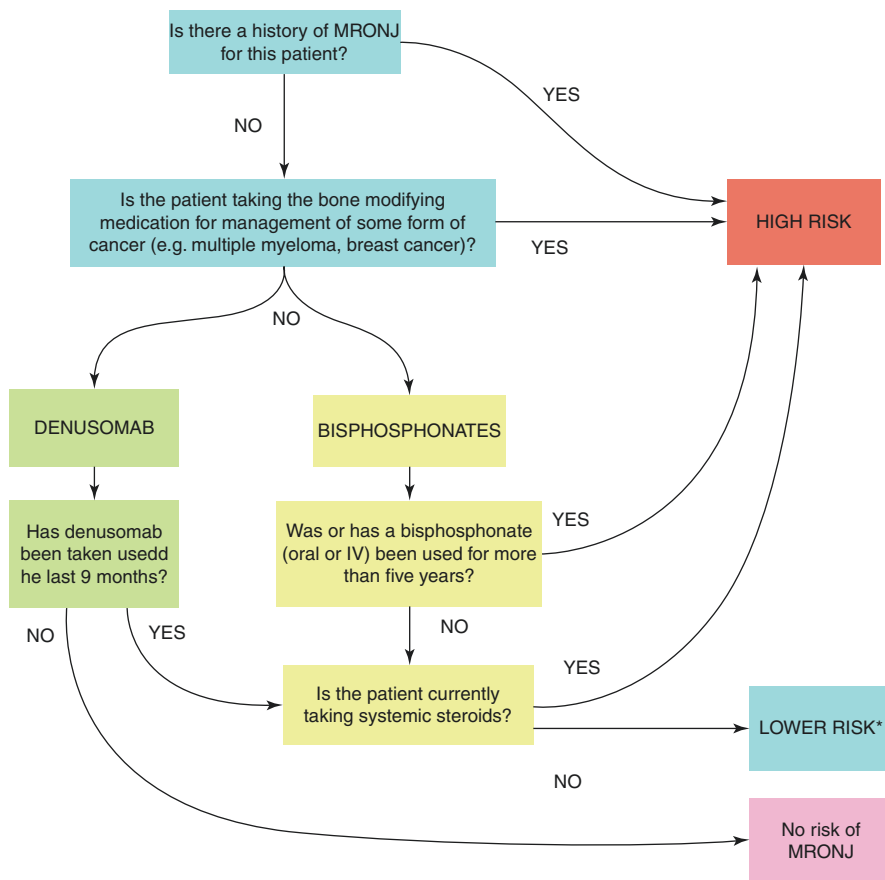 Is there a history of MRONJ
for this patient?
YES
NO
Is the patient taking the bone modifying
medication for management of some form of
cancer (e.g. multiple myeloma, breast cancer)?
HIGH RISK
YES
NO
DENUSOMAB
BISPHOSPHONATES
Has denusomab
been taken usedd
he last 9 months?
Was or has a bisphosphonate
(oral or IV) been used for more
than five years?
YES
NO
YES
NO
YES
Is the patient currently
taking systemic steroids?
LOWER RISK*
NO
No risk of
MRONJ